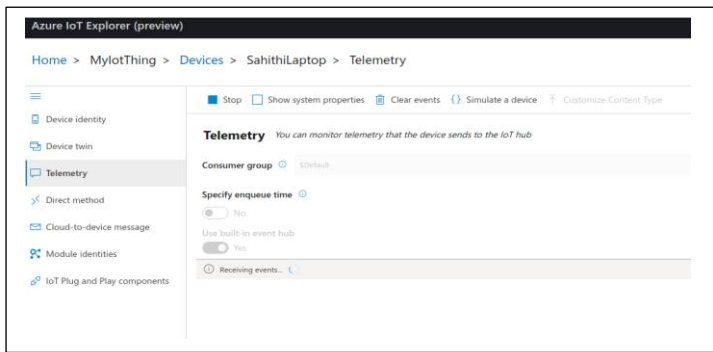 Azure IoT Explorer (preview)
Home > MyIotThing > Devices > SahithiLaptop > Telemetry
Stop Show system properties Clear events {} Simulate a device Customize Content Type
Device identity
Device twin
Telemetry
Direct method
Cloud-to-device message
Module identities
IoT Plug and Play components
Telemetry You can monitor telemetry that the device sends to the IoT hub
Consumer group $Default
Specify enqueue time
No
Use built-in event hub
Yes
Receiving events...